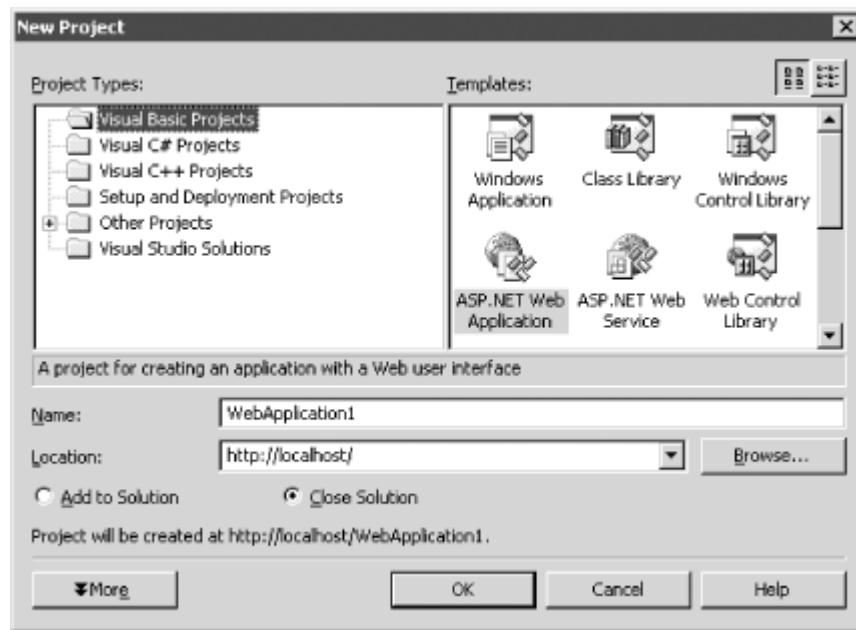 New Project
Project Types:
Templates:
Visual Basic Projects
Visual C# Projects
Visual C++ Projects
Setup and Deployment Projects
Other Projects
Visual Studio Solutions
Windows
Application
Class Library
Windows
Control Library
ASP.NET Web
Application
ASP.NET Web
Service
Web Control
Library
A project for creating an application with a Web user interface
Name:
WebApplication1
Location:
http://localhost/
Browse...
Add to Solution
Close Solution
Project will be created at http://localhost/WebApplication1.
More
OK
Cancel
Help